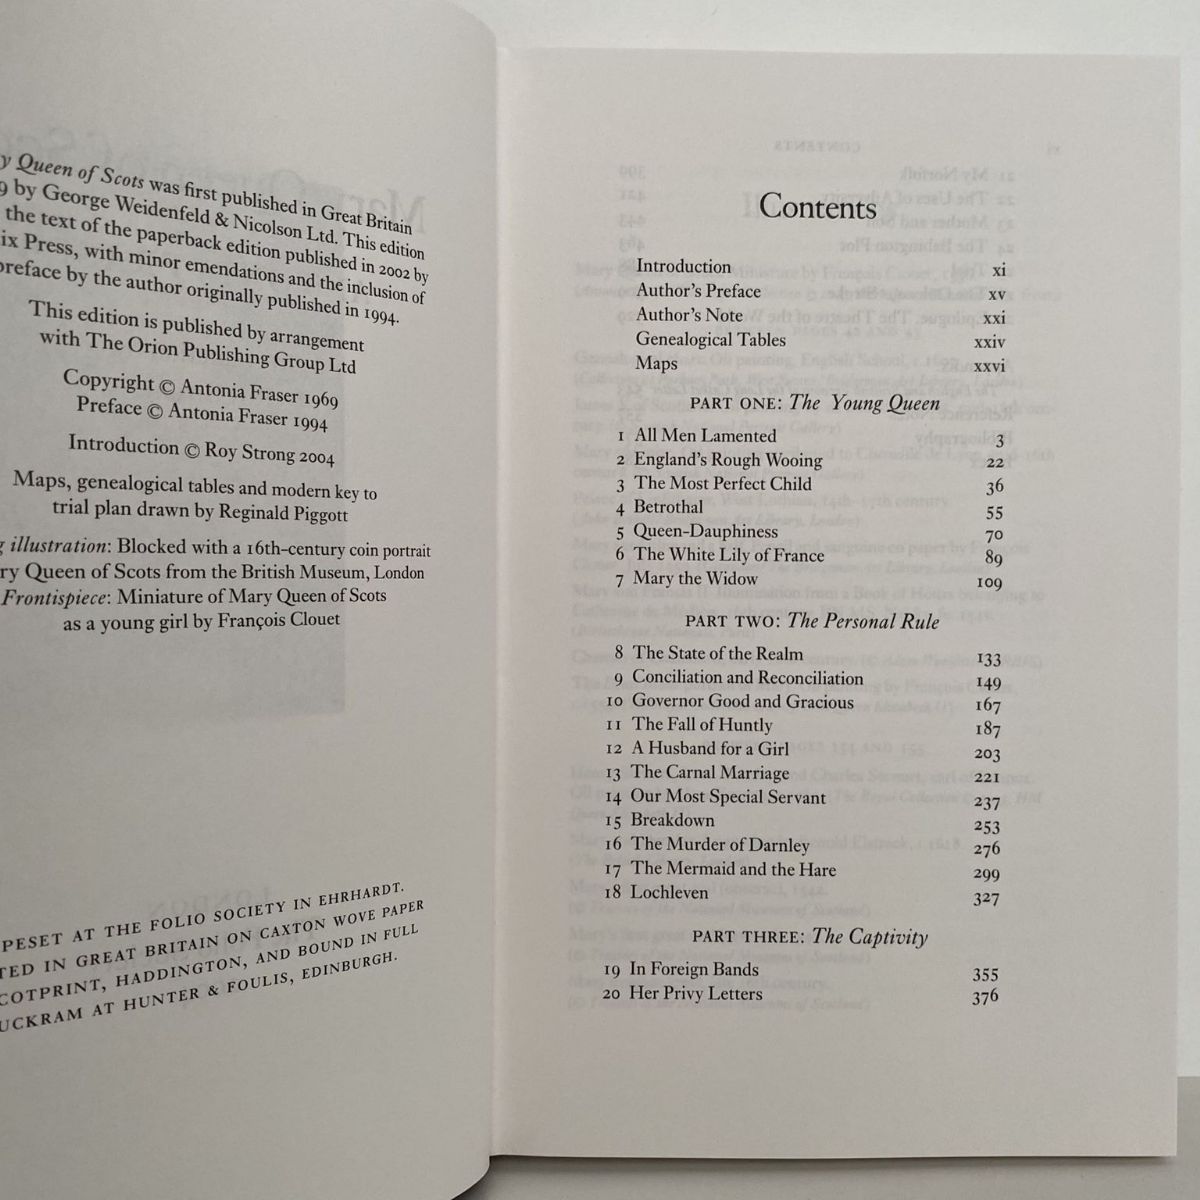 y Queen of Scots was first published in Great Britain
9 by George Weidenfeld & Nicolson Ltd. This edition
the text of the paperback edition published in 2002 by
ix Press, with minor emendations and the inclusion of
preface by the author originally published in 1994.
This edition is published by arrangement
with The Orion Publishing Group Ltd
Copyright © Antonia Fraser 1969
Preface © Antonia Fraser 1994
Introduction © Roy Strong 2004
Maps, genealogical tables and modern key to
trial plan drawn by Reginald Piggott
g illustration: Blocked with a 16th-century coin portrait
ry Queen of Scots from the British Museum, London
Frontispiece: Miniature of Mary Queen of Scots
as a young girl by François Clouet
PESET AT THE FOLIO SOCIETY IN EHRHARDT.
TED IN GREAT BRITAIN ON CAXTON WOVE PAPER
COTPRINT, HADDINGTON, AND BOUND IN FULL
UCKRAM AT HUNTER & FOULIS, EDINBURGH.
Contents
Introduction xi
Author's Preface xv
Author's Note xxi
Genealogical Tables xxiv
Maps xxvi
PART ONE: The Young Queen
1 All Men Lamented 3
2 England's Rough Wooing 22
3 The Most Perfect Child 36
4 Betrothal 55
5 Queen-Dauphiness 70
6 The White Lily of France 89
7 Mary the Widow 109
PART TWO: The Personal Rule
8 The State of the Realm 133
9 Conciliation and Reconciliation 149
10 Governor Good and Gracious 167
11 The Fall of Huntly 187
12 A Husband for a Girl 203
13 The Carnal Marriage 221
14 Our Most Special Servant 237
15 Breakdown 253
16 The Murder of Darnley 276
17 The Mermaid and the Hare 299
18 Lochleven 327
PART THREE: The Captivity
19 In Foreign Bands 355
20 Her Privy Letters 376